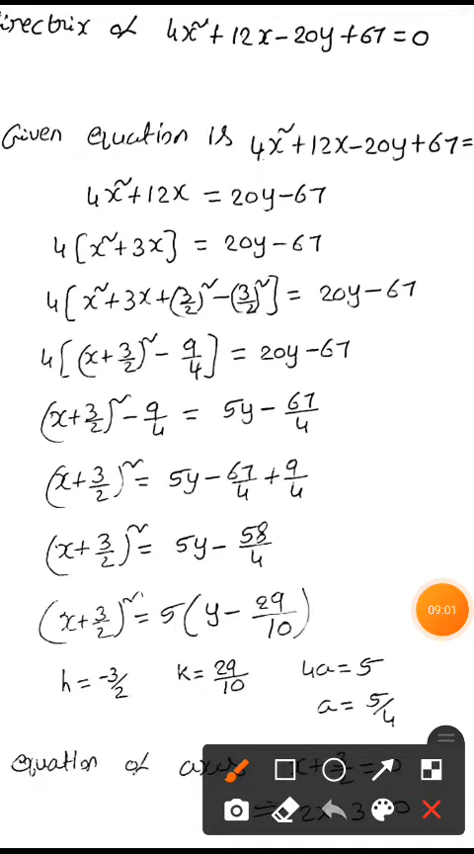 irectrix of 4x²+12x-20y+67=0
Given equation is 4x²+12x-20y+67=
4x²+12x = 20y-67
4[x²+3x] = 20y-67
4[x²+3x+(3/2)²-(3/2)²] = 20y-67
4[(x+3/2)²-9/4] = 20y-67
(x+3/2)²-9/4 = 5y-67/4
(x+3/2)² = 5y-67/4+9/4
(x+3/2)² = 5y-58/4
(x+3/2)² = 5(y-29/10)
h=-3/2 k=29/10 4a=5
a=5/4
09:01
equation of